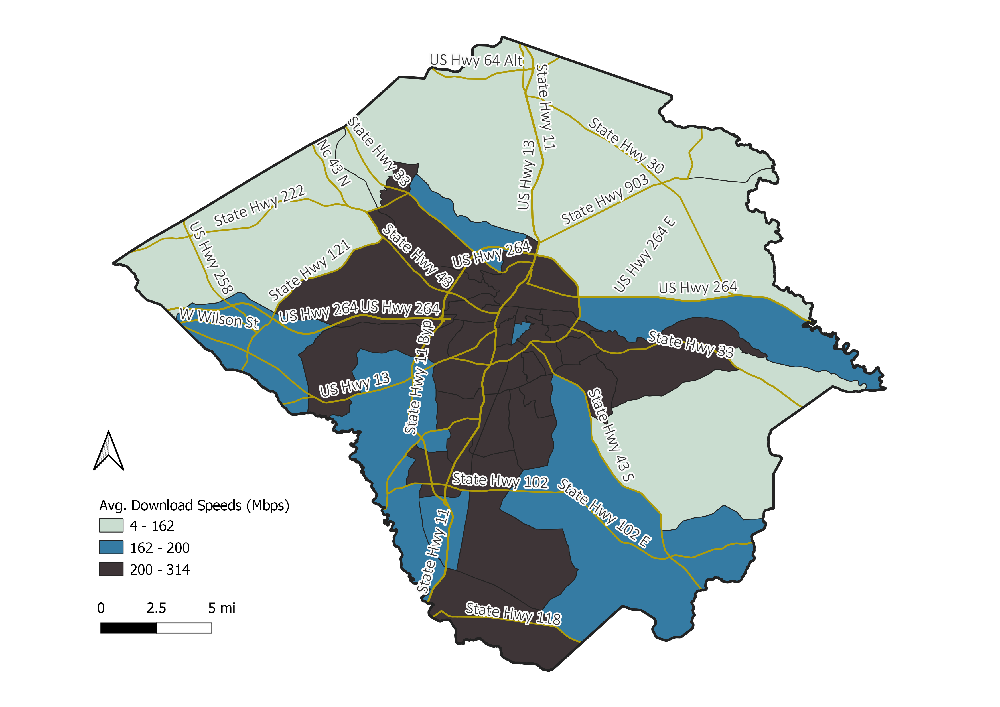 US Hwy 64 Alt
State Hwy 11
State Hwy 33
Nc 43 N
State Hwy 30
US Hwy 13
State Hwy 903
State Hwy 222
US Hwy 258
US Hwy 264 E
State Hwy 43
US Hwy 264
State Hwy 121
US Hwy 264
US Hwy 264
US Hwy 264
W Wilson St
State Hwy 11 Byp
State Hwy 33
US Hwy 13
State Hwy 43 S
State Hwy 102
State Hwy 102 E
State Hwy 11
State Hwy 118
Avg. Download Speeds (Mbps)
4 - 162
162 - 200
200 - 314
0 2.5 5 mi